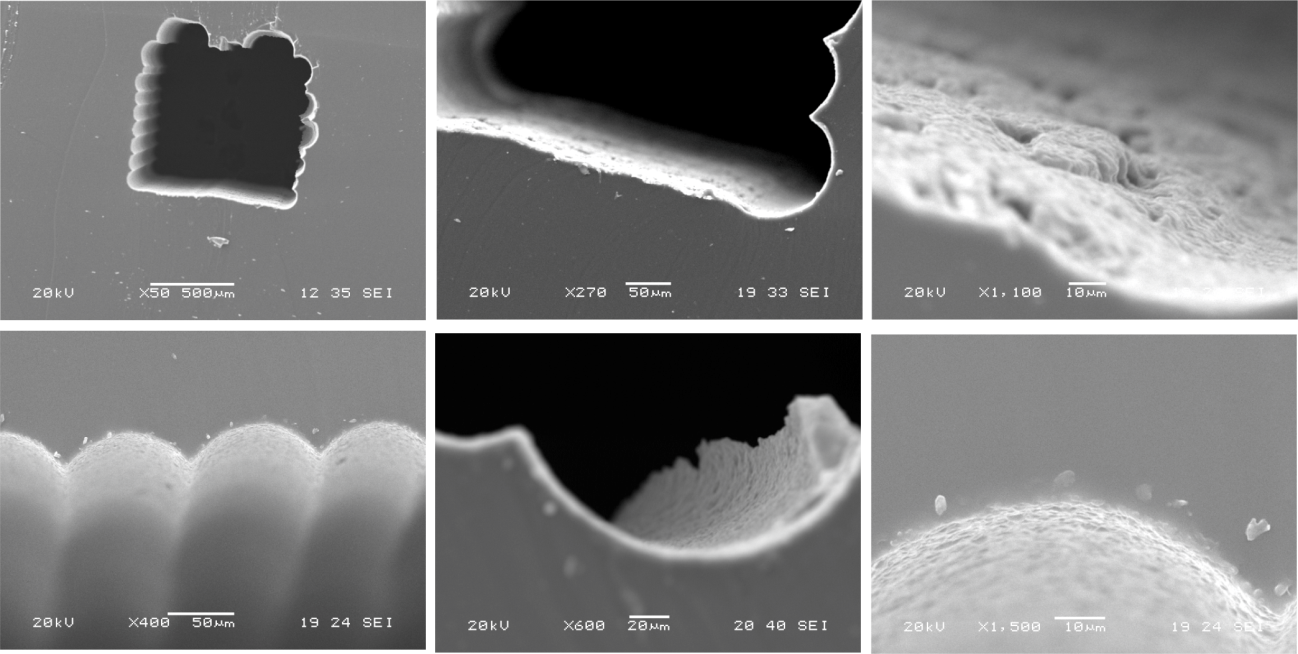 20kV X50 500µm 12 35 SEI
20kV X270 50µm 19 33 SEI
20kV X1,100 10µm SEI
20kV X400 50µm 19 24 SEI
20kV X600 20µm 20 40 SEI
20kV X1,500 10µm 19 24 SEI